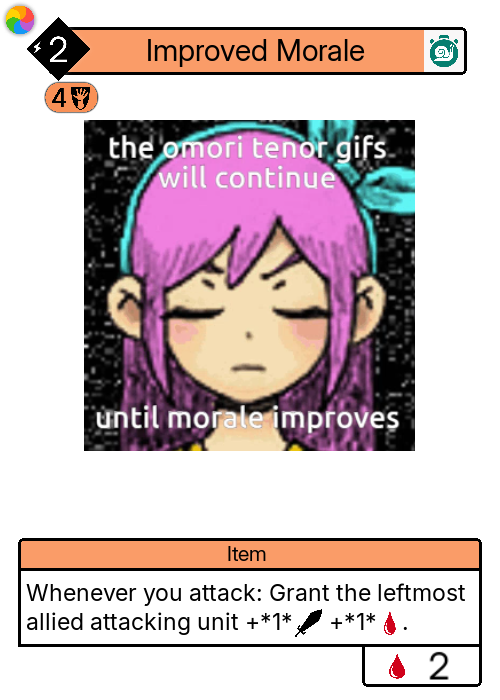 2
Improved Morale
4
the omori tenor gifs
will continue
until morale improves
Item
Whenever you attack: Grant the leftmost
allied attacking unit +*1* +*1* .
2